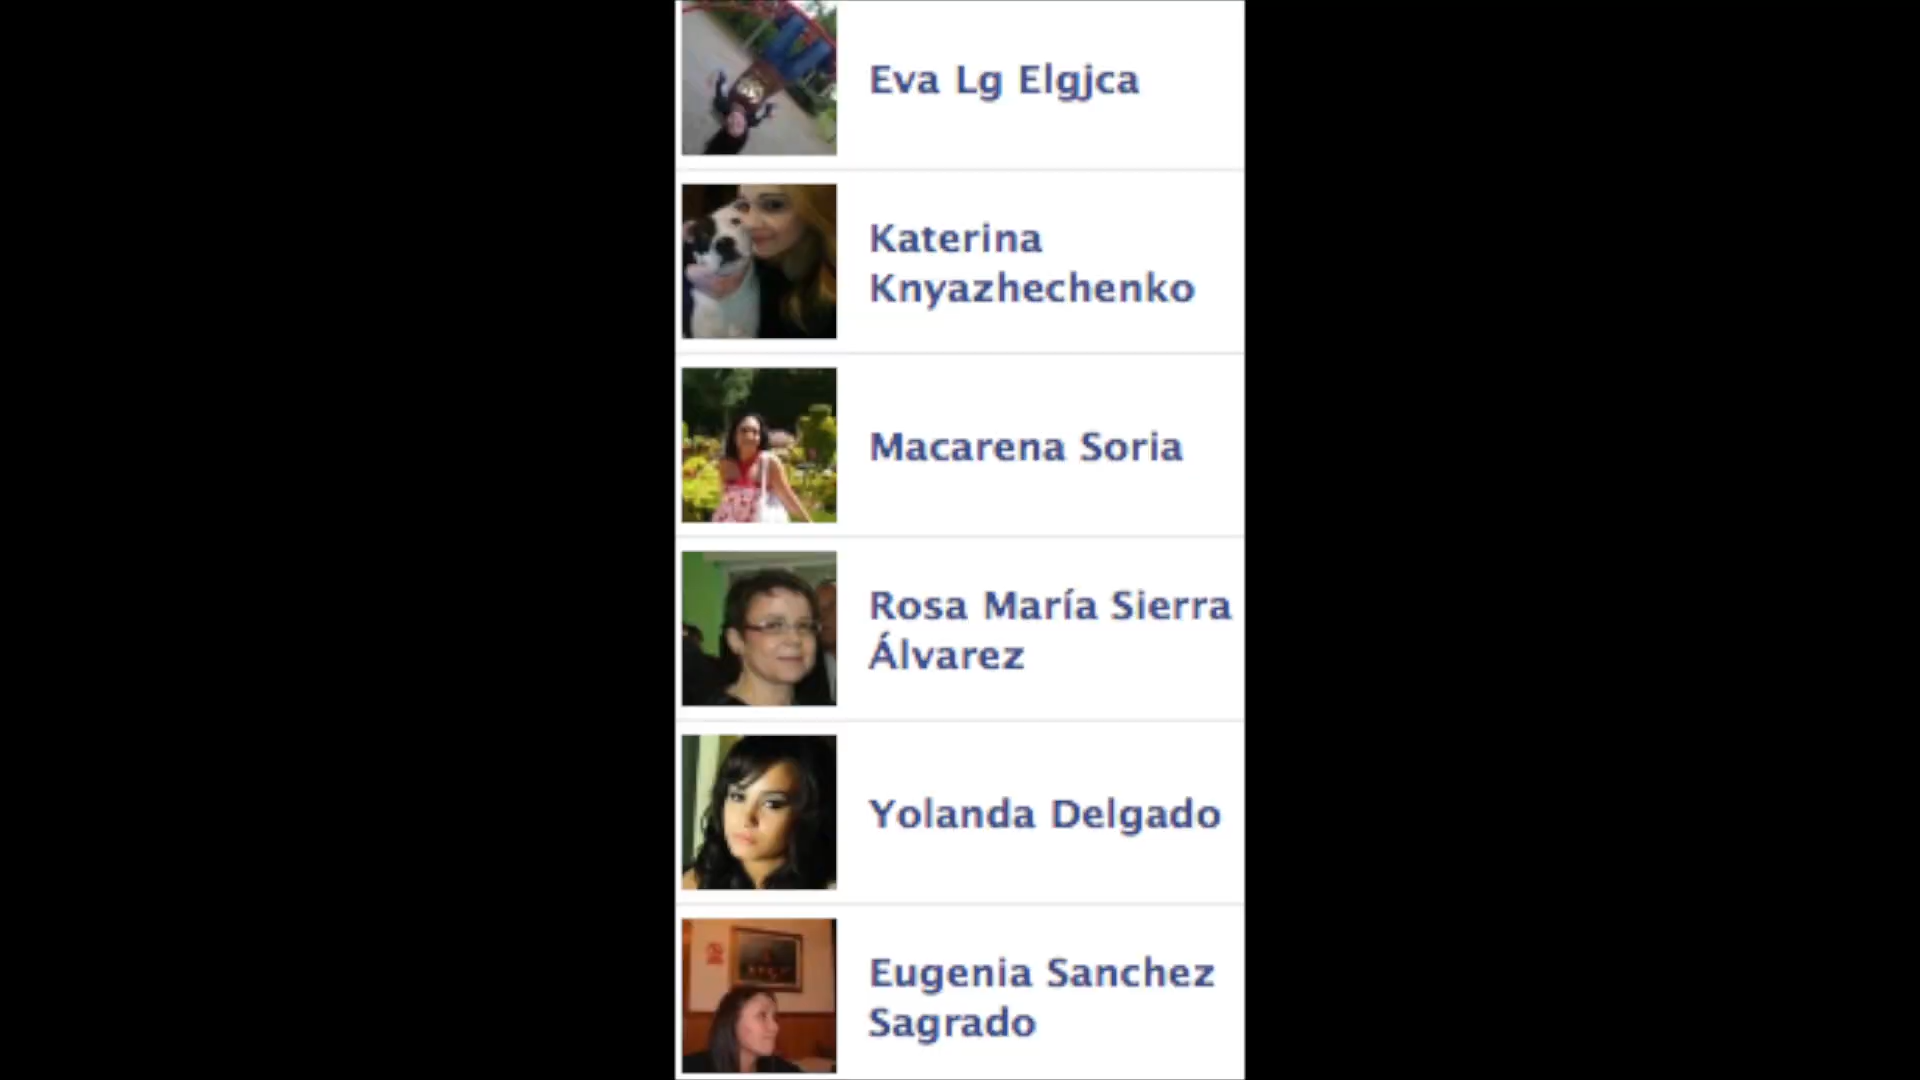 Eva Lg Elgjca
Katerina
Knyazhechenko
Macarena Soria
Rosa María Sierra
Álvarez
Yolanda Delgado
Eugenia Sanchez
Sagrado